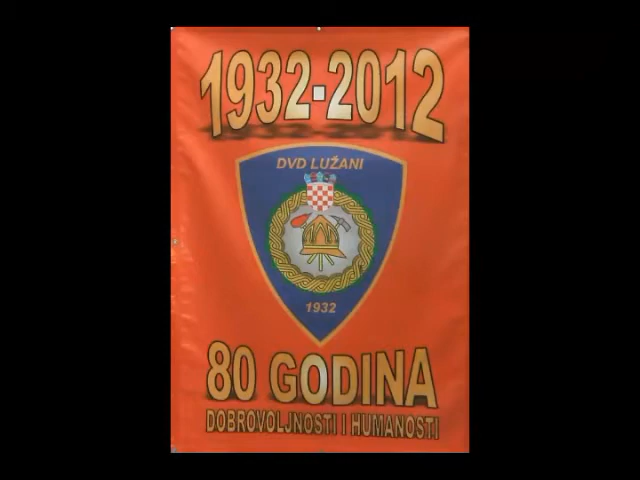 1932-2012
DVD LUŽANI
1932
80 GODINA
DOBROVOLJNOSTI I HUMANOSTI